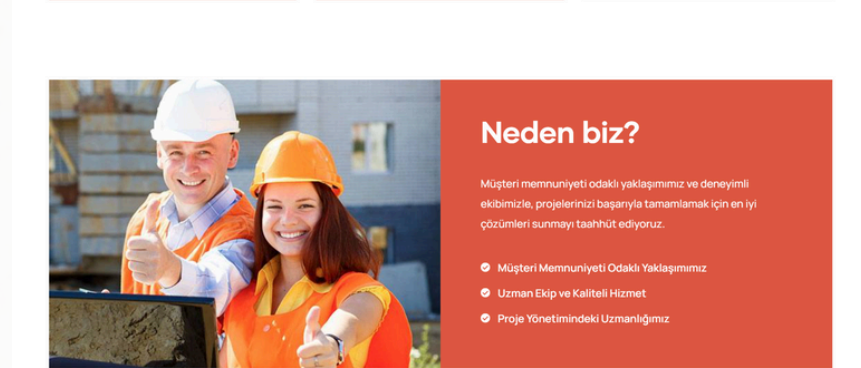 Neden biz?
Müşteri memnuniyeti odaklı yaklaşımımız ve deneyimli
ekibimizle, projelerinizi başarıyla tamamlamak için en iyi
çözümleri sunmayı taahhüt ediyoruz.
Müşteri Memnuniyeti Odaklı Yaklaşımımız
Uzman Ekip ve Kaliteli Hizmet
Proje Yönetimindeki Uzmanlığımız